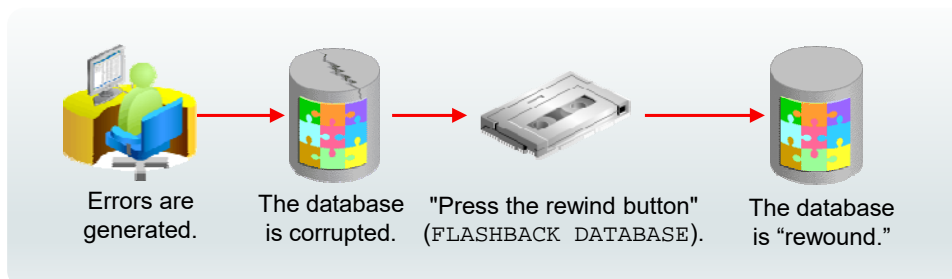 Errors are
generated.
The database
is corrupted.
"Press the rewind button"
(FLASHBACK DATABASE).
The database
is “rewound.”